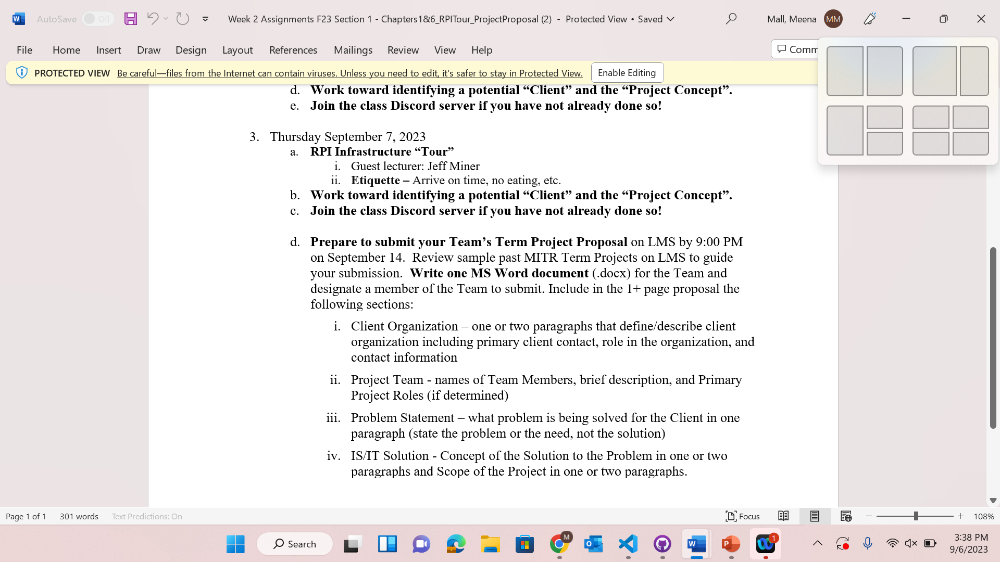 AutoSave Off Week 2 Assignments F23 Section 1 - Chapters1&6_RPITour_ProjectProposal (2) - Protected View • Saved Mall, Meena MM
File Home Insert Draw Design Layout References Mailings Review View Help
PROTECTED VIEW Be careful—files from the Internet can contain viruses. Unless you need to edit, it's safer to stay in Protected View. Enable Editing
d. Work toward identifying a potential “Client” and the “Project Concept”.
e. Join the class Discord server if you have not already done so!
3. Thursday September 7, 2023
a. RPI Infrastructure “Tour”
i. Guest lecturer: Jeff Miner
ii. Etiquette – Arrive on time, no eating, etc.
b. Work toward identifying a potential “Client” and the “Project Concept”.
c. Join the class Discord server if you have not already done so!
d. Prepare to submit your Team’s Term Project Proposal on LMS by 9:00 PM
on September 14. Review sample past MITR Term Projects on LMS to guide
your submission. Write one MS Word document (.docx) for the Team and
designate a member of the Team to submit. Include in the 1+ page proposal the
following sections:
i. Client Organization – one or two paragraphs that define/describe client
organization including primary client contact, role in the organization, and
contact information
ii. Project Team - names of Team Members, brief description, and Primary
Project Roles (if determined)
iii. Problem Statement – what problem is being solved for the Client in one
paragraph (state the problem or the need, not the solution)
iv. IS/IT Solution - Concept of the Solution to the Problem in one or two
paragraphs and Scope of the Project in one or two paragraphs.
Page 1 of 1 301 words Text Predictions: On Focus 108%
Search M 1 3:38 PM
9/6/2023